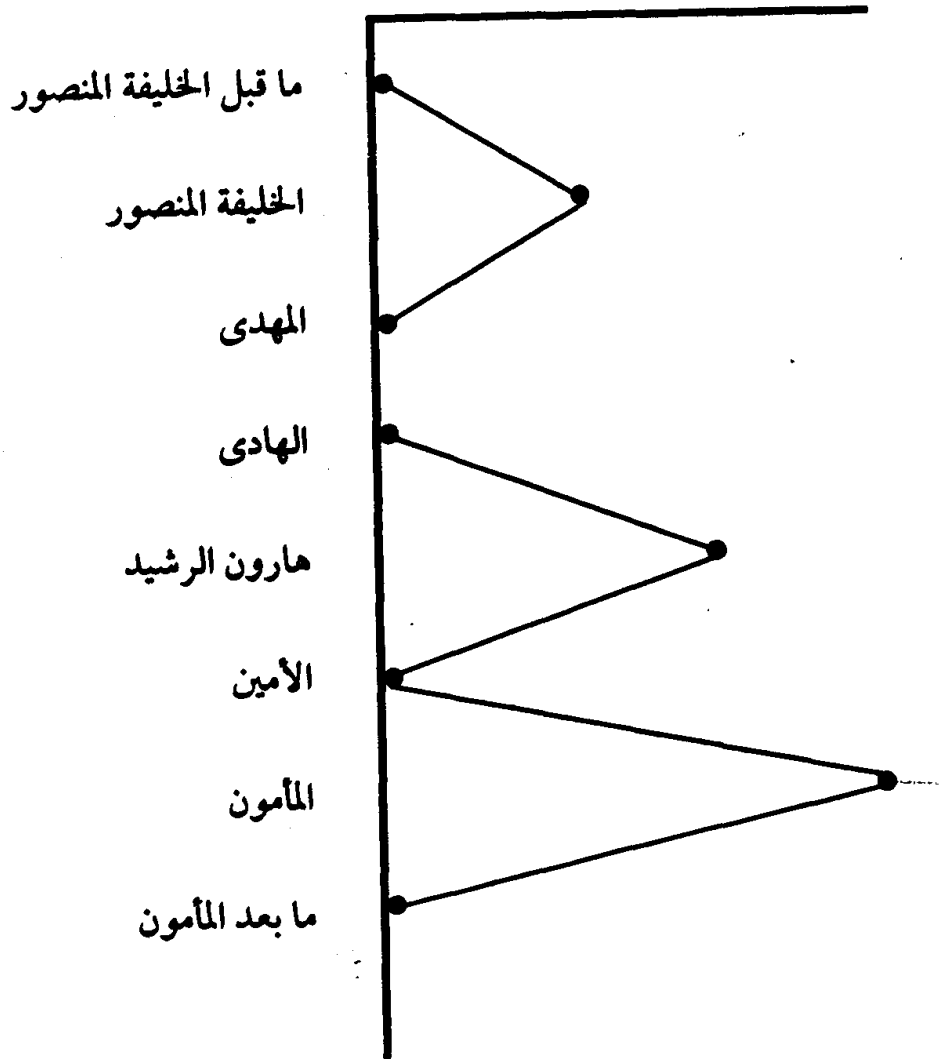 ما قبل الخليفة المنصور
الخليفة المنصور
المهدى
الهادى
هارون الرشيد
الأمين
المأمون
ما بعد المأمون